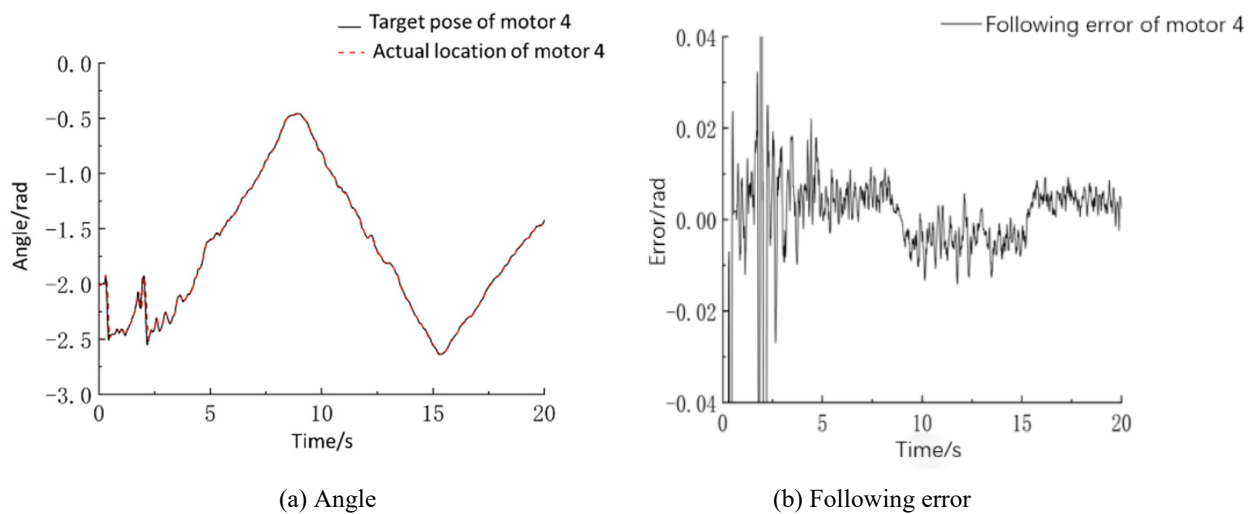 Target pose of motor 4
Actual location of motor 4
0.0
-0.5
-1.0
-1.5
-2.0
-2.5
-3.0
Angle/rad
0 5 10 15 20
Time/s
(a) Angle
Following error of motor 4
0.04
0.02
0.00
-0.02
-0.04
Error/rad
0 5 10 15 20
Time/s
(b) Following error